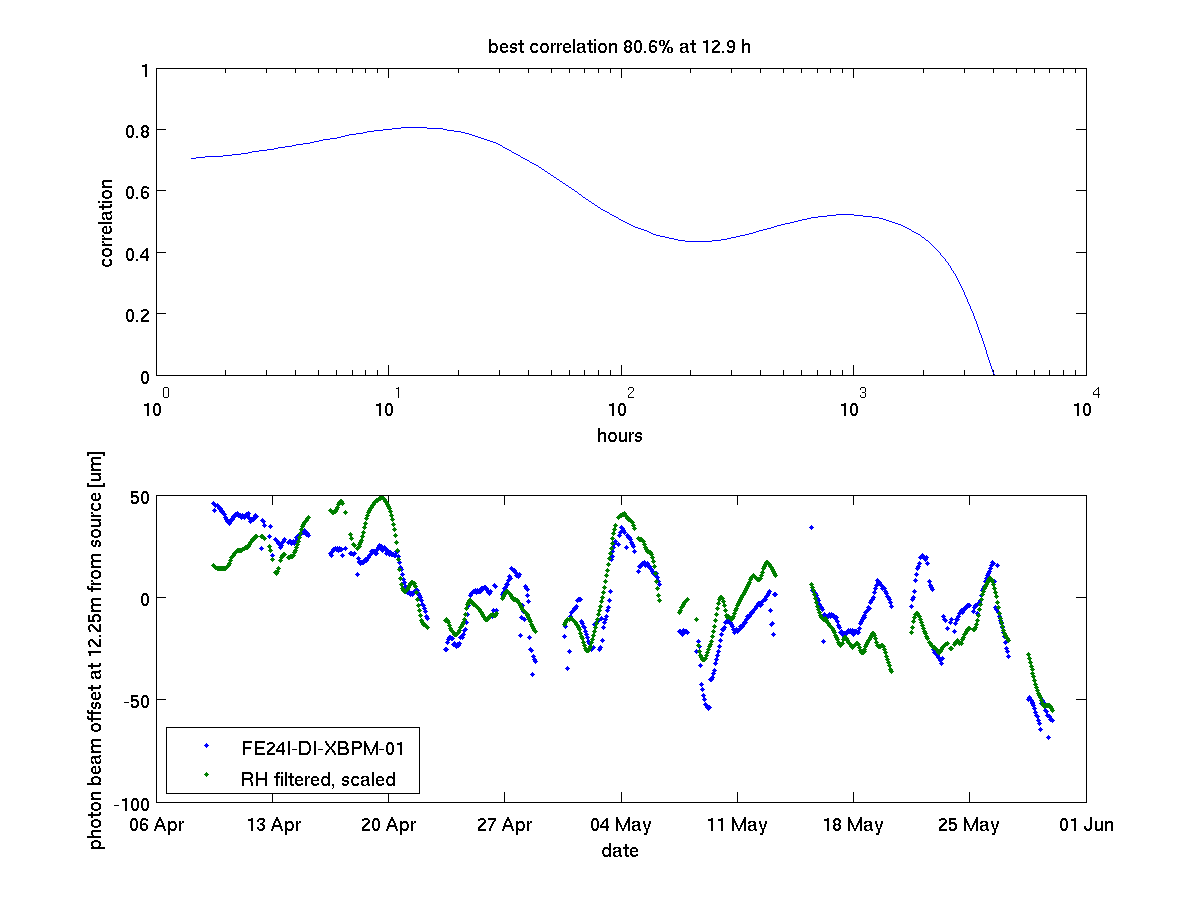 best correlation 80.6% at 12.9 h
1
0.8
0.6
0.4
0.2
0
correlation
10^0 10^1 10^2 10^3 10^4
hours
50
0
-50
-100
photon beam offset at 12.25m from source [um]
FE24I-DI-XBPM-01
RH filtered, scaled
06 Apr 13 Apr 20 Apr 27 Apr 04 May 11 May 18 May 25 May 01 Jun
date